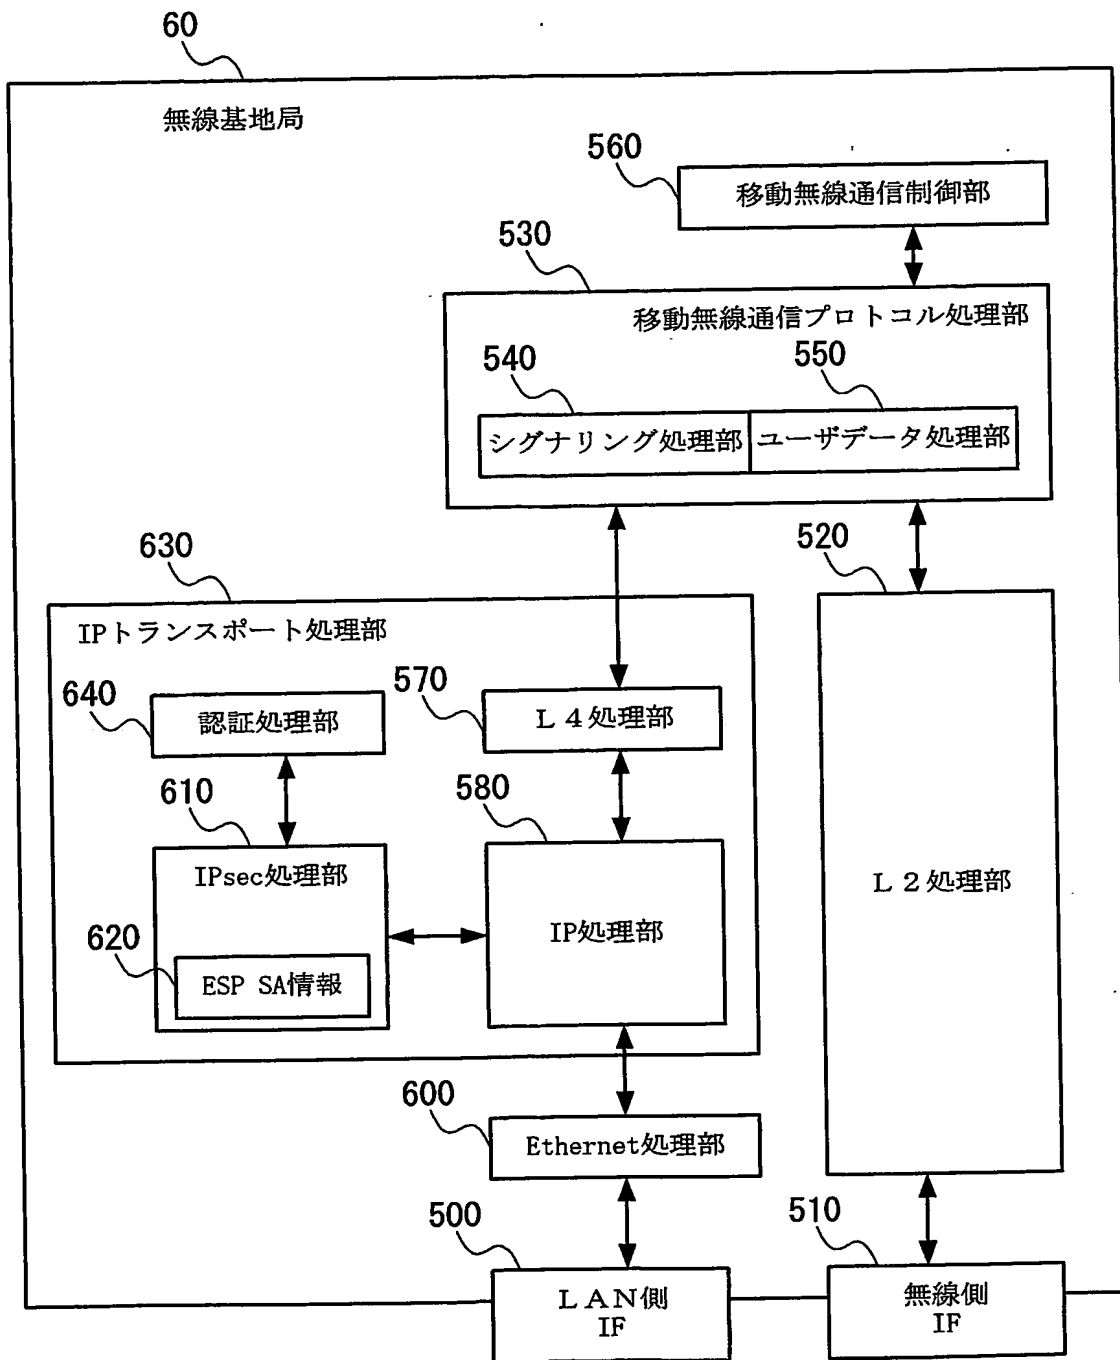 60
無線基地局
560
移動無線通信制御部
530
移動無線通信プロトコル処理部
540
550
シグナリング処理部
ユーザデータ処理部
520
630
IPトランスポート処理部
640
認証処理部
570
L4処理部
610
580
IPsec処理部
IP処理部
L2処理部
620
ESP SA情報
600
Ethernet処理部
500
510
LAN側
IF
無線側
IF